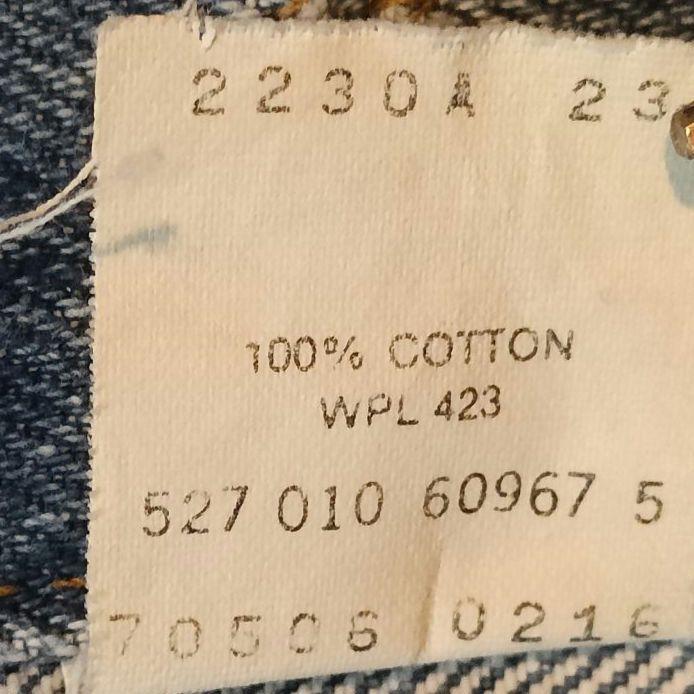 2230A 23
100% COTTON
WPL 423
527 010 60967 5
70506 0216